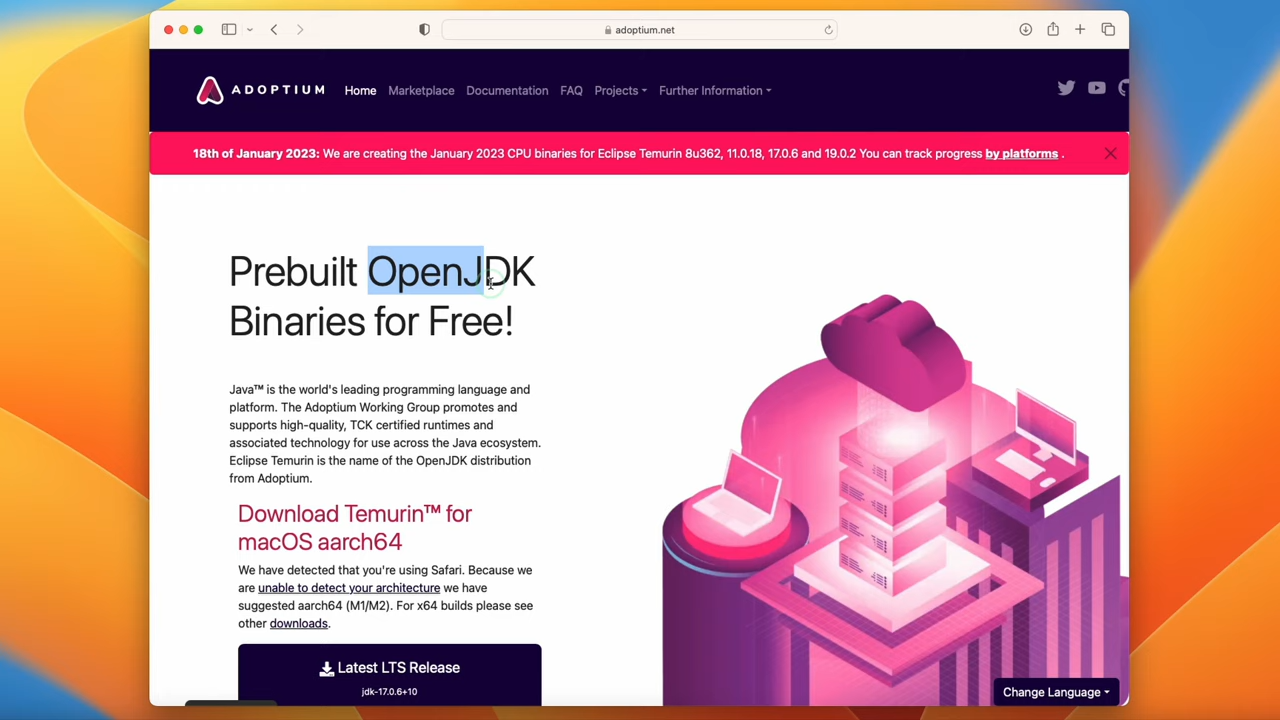 adoptium.net
ADOPTIUM Home Marketplace Documentation FAQ Projects Further Information
18th of January 2023: We are creating the January 2023 CPU binaries for Eclipse Temurin 8u362, 11.0.18, 17.0.6 and 19.0.2 You can track progress by platforms .
Prebuilt OpenJDK
Binaries for Free!
Java™ is the world's leading programming language and
platform. The Adoptium Working Group promotes and
supports high-quality, TCK certified runtimes and
associated technology for use across the Java ecosystem.
Eclipse Temurin is the name of the OpenJDK distribution
from Adoptium.
Download Temurin™ for
macOS aarch64
We have detected that you're using Safari. Because we
are unable to detect your architecture we have
suggested aarch64 (M1/M2). For x64 builds please see
other downloads.
Latest LTS Release
jdk-17.0.6+10
Change Language